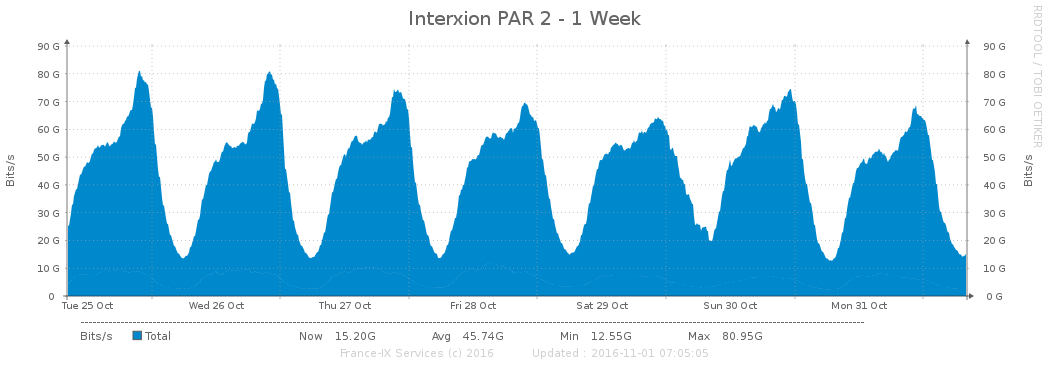 Interxion PAR 2 - 1 Week
RRDTOOL / TOBI OETIKER
90 G 90 G
80 G 80 G
70 G 70 G
60 G 60 G
50 G 50 G
40 G 40 G
30 G 30 G
20 G 20 G
10 G 10 G
0 0 G
Bits/s
Bits/s
Tue 25 Oct Wed 26 Oct Thu 27 Oct Fri 28 Oct Sat 29 Oct Sun 30 Oct Mon 31 Oct
Bits/s Total Now 15.20G Avg 45.74G Min 12.55G Max 80.95G
France-IX Services (c) 2016 Updated : 2016-11-01 07:05:05